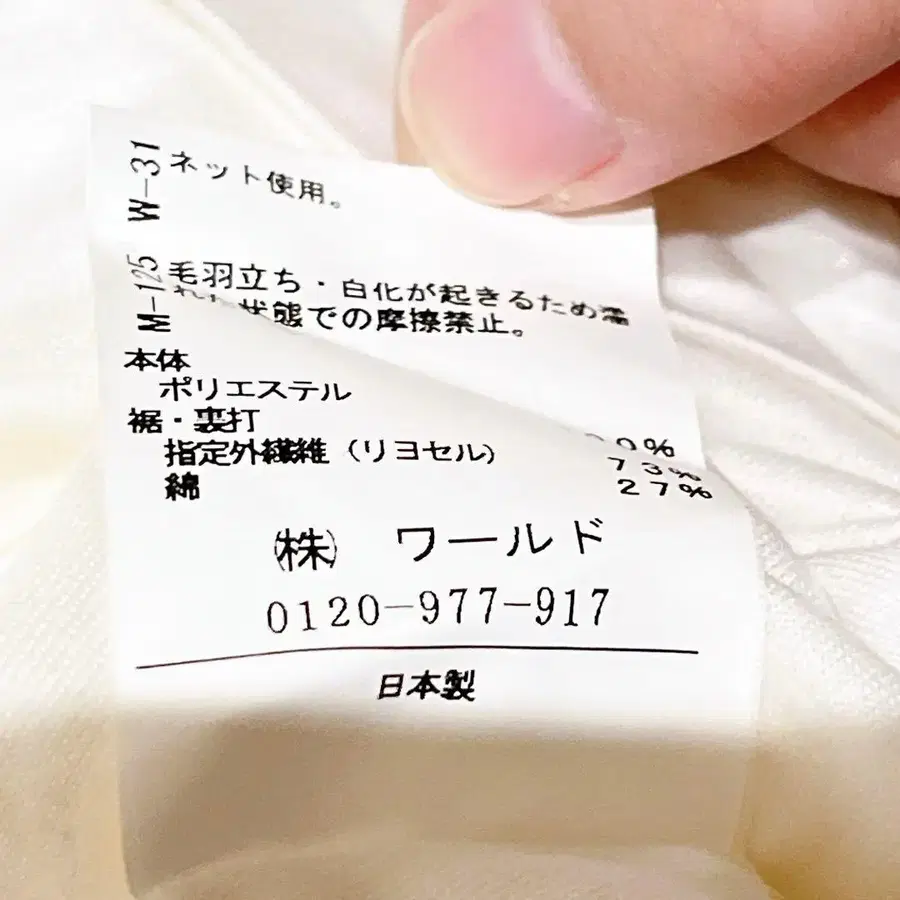 W-31
ネット使用。
M-125
毛羽立ち・白化が起きるため濡
れた状態での摩擦禁止。
本体
ポリエステル
0%
裾・裏打
指定外繊維(リヨセル) 73%
綿 27%
㈱ ワールド
0120-977-917
日本製